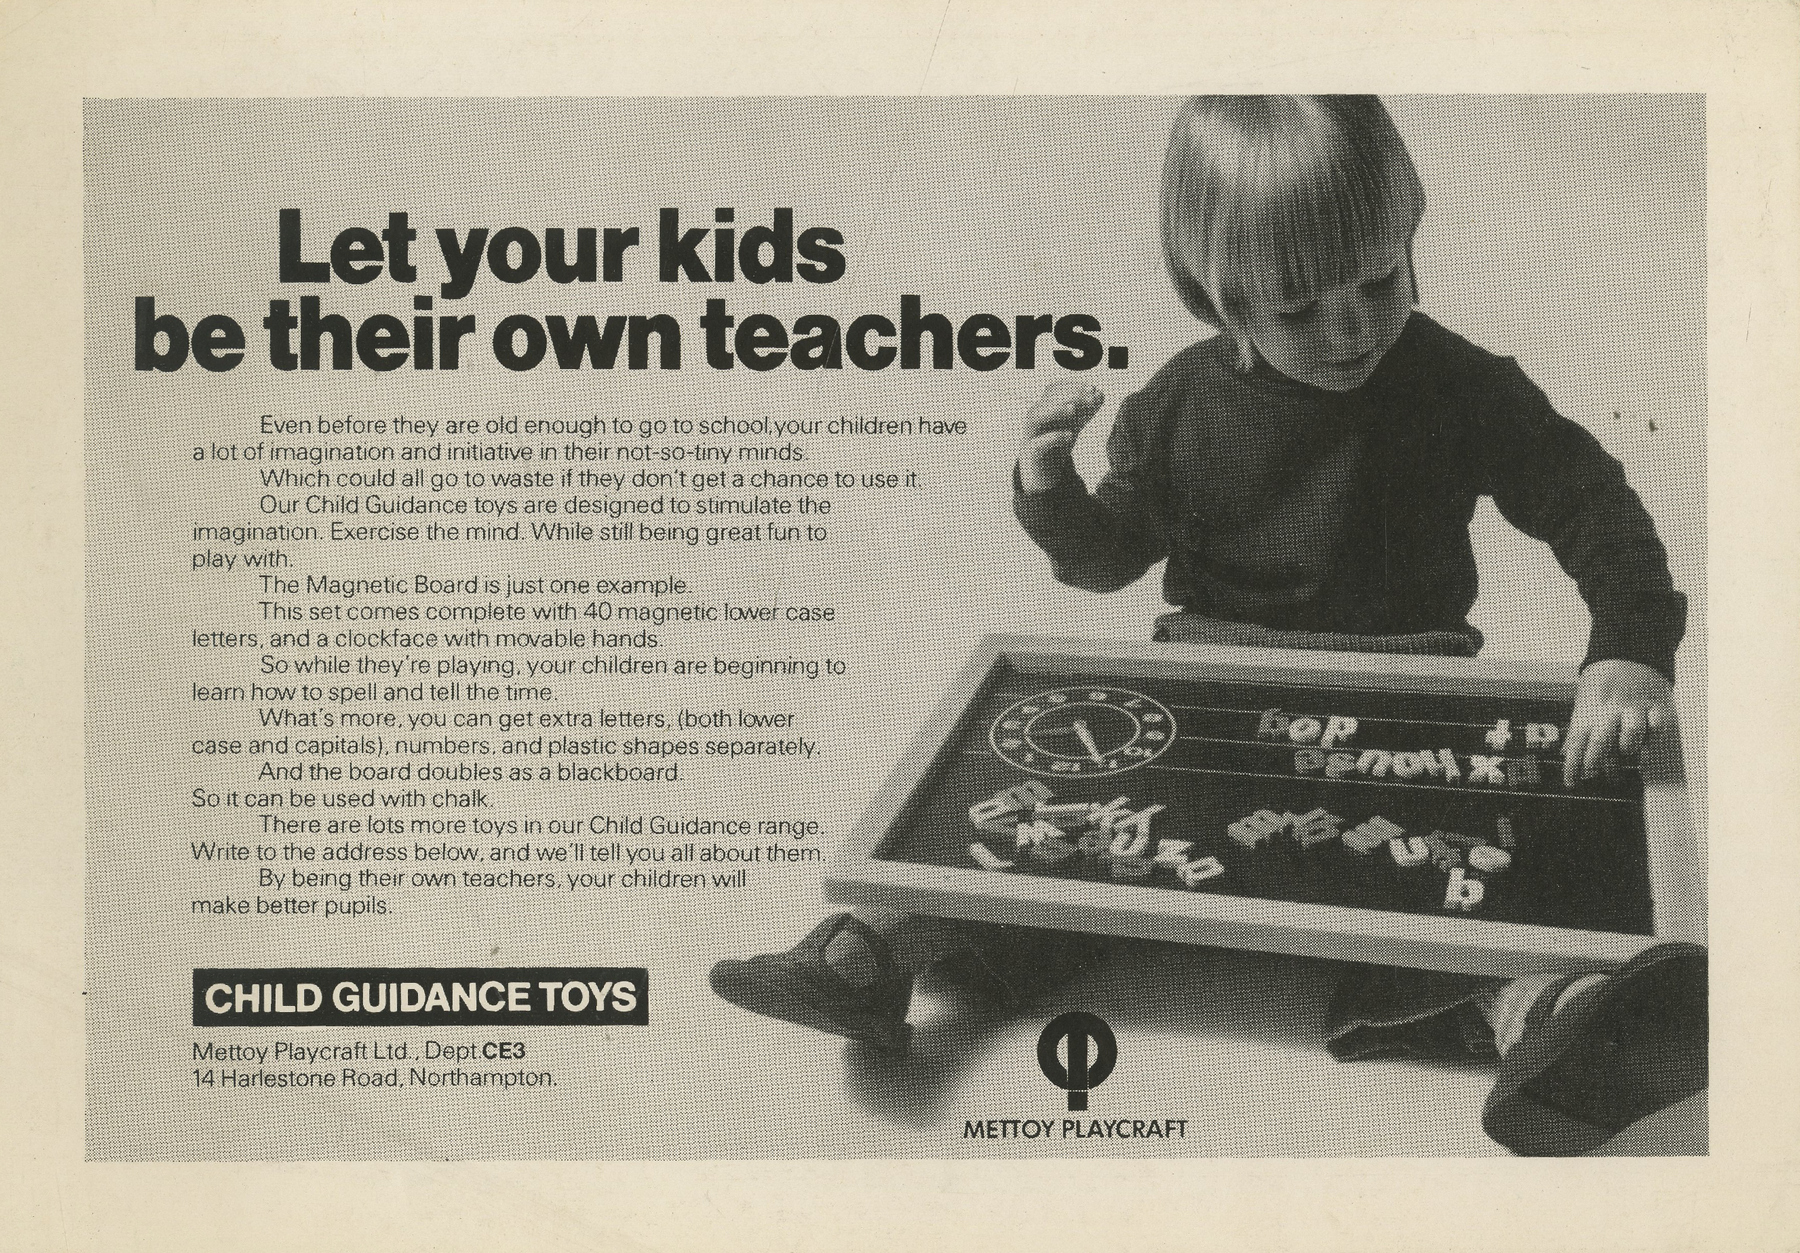 Let your kids
be their own teachers.
Even before they are old enough to go to school, your children have
a lot of imagination and initiative in their not-so-tiny minds.
Which could all go to waste if they don't get a chance to use it.
Our Child Guidance toys are designed to stimulate the
imagination. Exercise the mind. While still being great fun to
play with.
The Magnetic Board is just one example.
This set comes complete with 40 magnetic lower case
letters, and a clockface with movable hands.
So while they're playing, your children are beginning to
learn how to spell and tell the time.
What's more, you can get extra letters, (both lower
case and capitals), numbers, and plastic shapes separately.
And the board doubles as a blackboard.
So it can be used with chalk.
There are lots more toys in our Child Guidance range.
Write to the address below, and we'll tell you all about them.
By being their own teachers, your children will
make better pupils.
CHILD GUIDANCE TOYS
Mettoy Playcraft Ltd., Dept.CE3
14 Harlestone Road, Northampton.
METTOY PLAYCRAFT